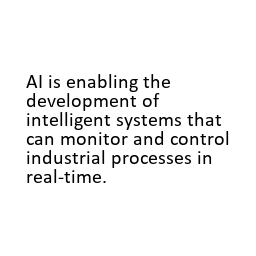 AI is enabling the
development of
intelligent systems that
can monitor and control
industrial processes in
real-time.